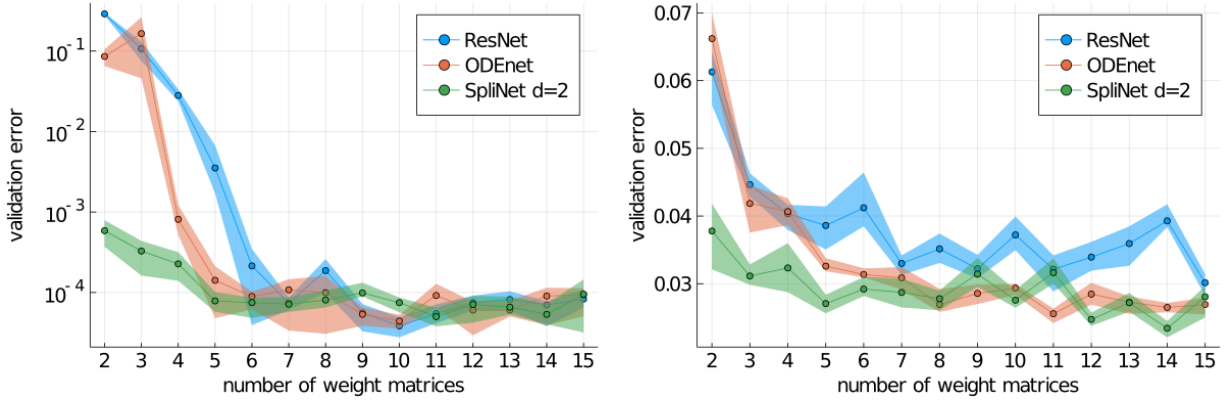 validation error
10⁻¹
10⁻²
10⁻³
10⁻⁴
2 3 4 5 6 7 8 9 10 11 12 13 14 15
number of weight matrices
ResNet
ODEnet
SpliNet d=2
validation error
0.07
0.06
0.05
0.04
0.03
2 3 4 5 6 7 8 9 10 11 12 13 14 15
number of weight matrices
ResNet
ODEnet
SpliNet d=2